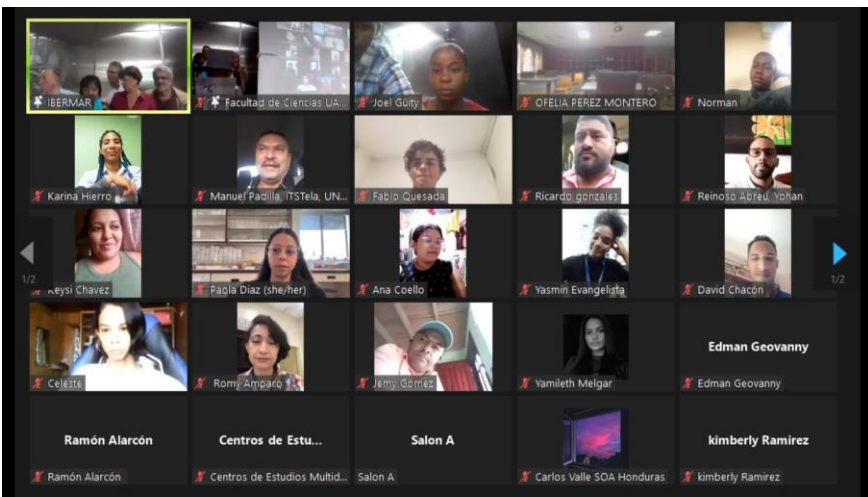 IBERMAR
Facultad de Ciencias UA...
Joel Güity
OFELIA PEREZ MONTERO
Norman
Karina Hierro
Manuel Padilla, ITSTela, UN...
Fabio Quesada
Ricardo gonzales
Reinoso Abreu, Yohan
1/2
Keysi Chavez
Paola Diaz (she/her)
Ana Coello
Yasmin Evangelista
David Chacón
1/2
Celeste
Romy Amparo
Jemy Gomez
Yamileth Melgar
Edman Geovanny
Edman Geovanny
Ramón Alarcón
Centros de Estu...
Salon A
kimberly Ramirez
Ramón Alarcón
Centros de Estudios Multid...
Salon A
Carlos Valle SOA Honduras
kimberly Ramirez